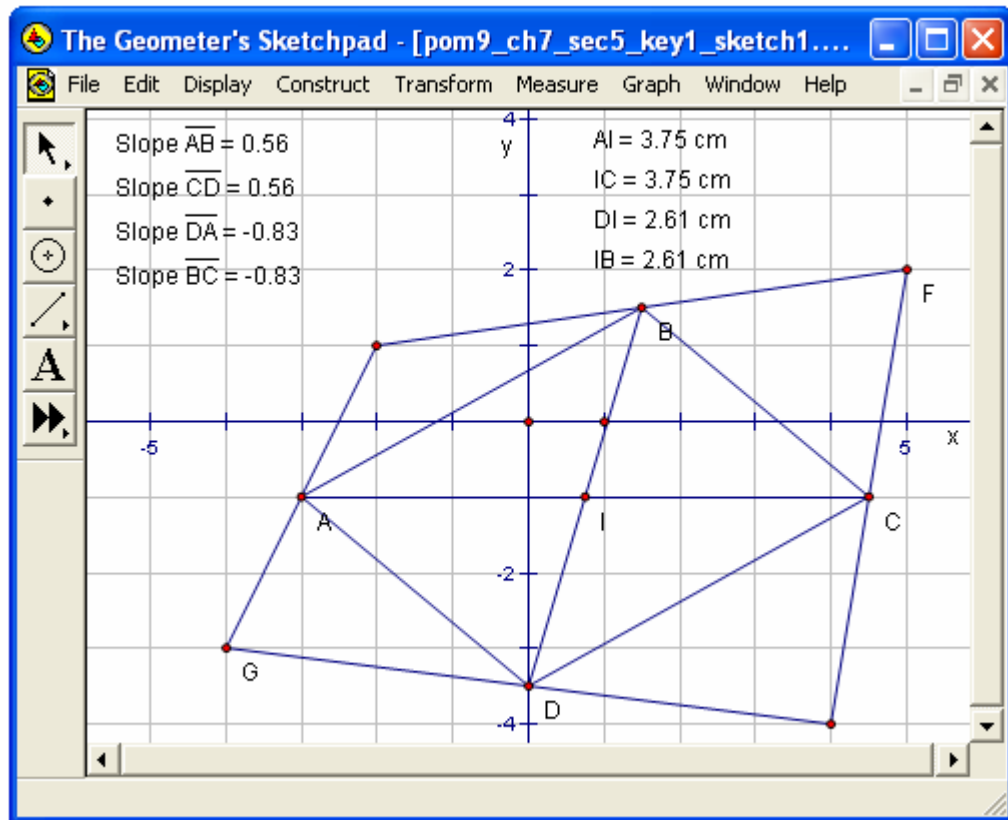 The Geometer's Sketchpad - [pom9_ch7_sec5_key1_sketch1....
File Edit Display Construct Transform Measure Graph Window Help
Slope AB = 0.56
Slope CD = 0.56
Slope DA = -0.83
Slope BC = -0.83
AI = 3.75 cm
IC = 3.75 cm
DI = 2.61 cm
IB = 2.61 cm
A
4
y
2
F
B
-5
5
x
A
I
C
-2
G
D
-4